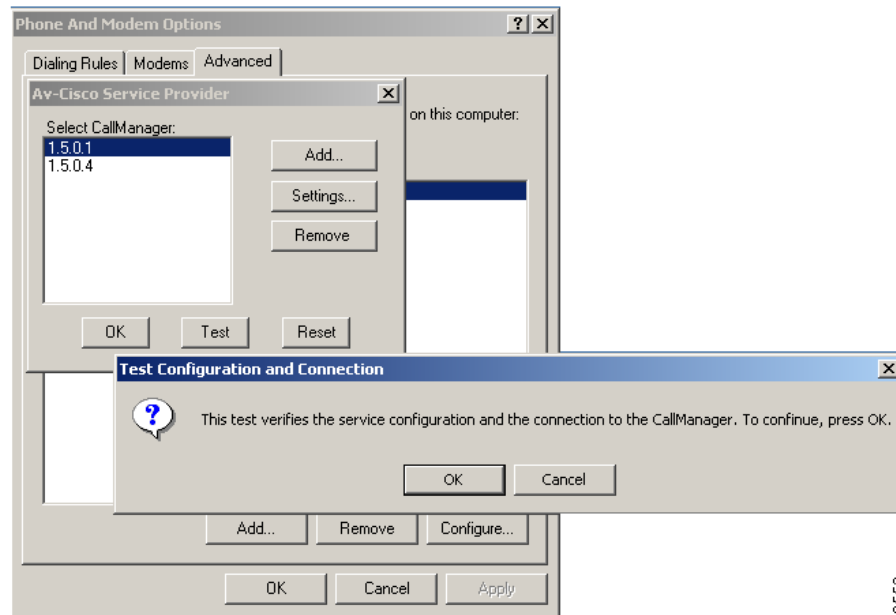 Phone And Modem Options
Dialing Rules
Modems
Advanced
Av-Cisco Service Provider
on this computer:
Select CallManager:
1.5.0.1
1.5.0.4
Add...
Settings...
Remove
OK
Test
Reset
Test Configuration and Connection
This test verifies the service configuration and the connection to the CallManager. To continue, press OK.
OK
Cancel
Add...
Remove
Configure...
OK
Cancel
Apply